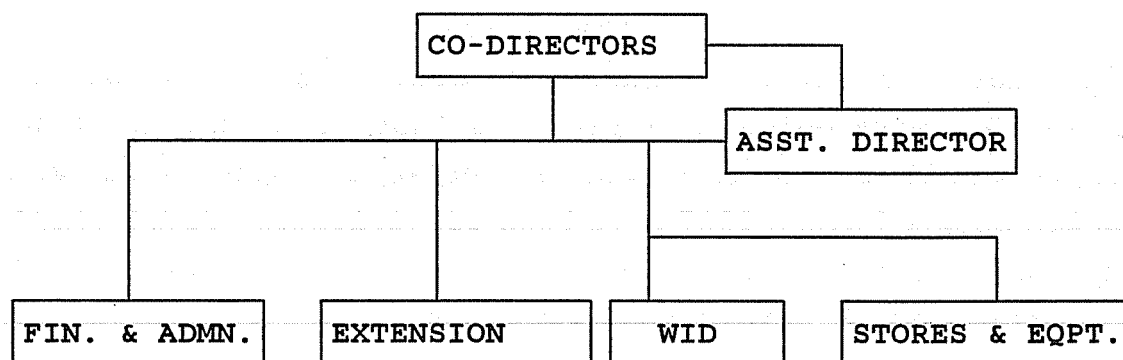 CO-DIRECTORS
ASST. DIRECTOR
FIN. & ADMN.
EXTENSION
WID
STORES & EQPT.